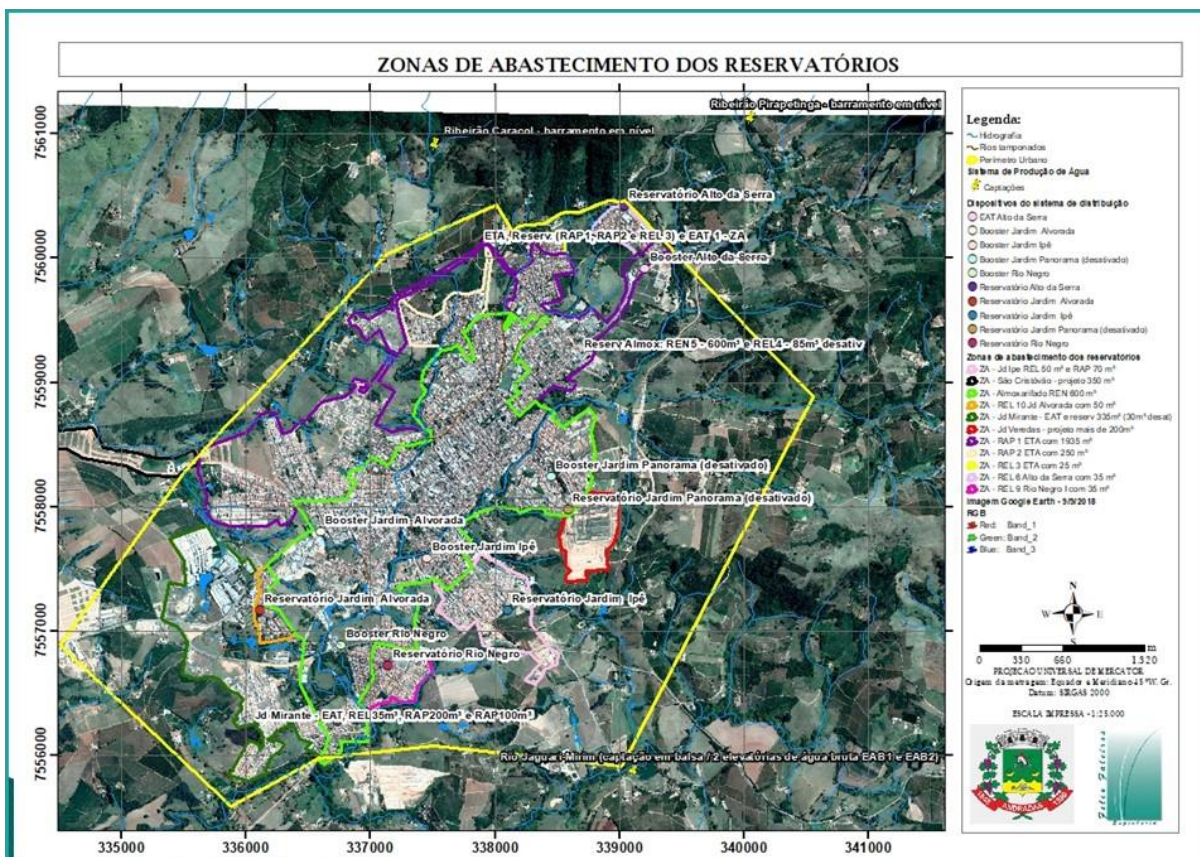 ZONAS DE ABASTECIMENTO DOS RESERVATÓRIOS
Ribeirão Pirapetinga - barramento em nível
Ribeirão Caracol - barramento em nível
Reservatório Alto da Serra
ETA, Reserv. (RAP1, RAP2 e REL 3) e EAT 1 - ZA
Booster Alto da Serra
Reserv Almox: REN5 - 600m³ e REL4 - 85m³ desativ
Booster Jardim Panorama (desativado)
Reservatório Jardim Panorama (desativado)
Booster Jardim Alvorada
Booster Jardim Ipê
Reservatório Jardim Alvorada
Reservatório Jardim Ipê
Booster Rio Negro
Reservatório Rio Negro
Jd Mirante - EAT, REL35m³, RAP200m³ e RAP100m³
Rio Jaguari-Mirim (captação em balsa / 2 elevatórias de água bruta EAB1 e EAB2)
7561000
7560000
7559000
7558000
7557000
7556000
335000 336000 337000 338000 339000 340000 341000
Legenda:
Hidrografia
Rios tamponados
Perímetro Urbano
Sistema de Produção de Água
Captações
Dispositivos do sistema de distribuição
EAT Alto da Serra
Booster Jardim Alvorada
Booster Jardim Ipê
Booster Jardim Panorama (desativado)
Booster Rio Negro
Reservatório Alto da Serra
Reservatório Jardim Alvorada
Reservatório Jardim Ipê
Reservatório Jardim Panorama (desativado)
Reservatório Rio Negro
Zonas de abastecimento dos reservatórios
ZA - Jd Ipe REL 50 m³ e RAP 70 m³
ZA - São Cristóvão - projeto 350 m³
ZA - Almoxarifado REN 600 m³
ZA - REL 10 Jd Alvorada com 50 m³
ZA - Jd Mirante - EAT e reserv 335m³ (30m³ desat)
ZA - Jd Veredas - projeto mais de 200m³
ZA - RAP 1 ETA com 1935 m³
ZA - RAP 2 ETA com 250 m³
ZA - REL 3 ETA com 25 m³
ZA - REL 6 Alto da Serra com 35 m³
ZA - REL 9 Rio Negro I com 35 m³
Imagem Google Earth - 9/9/2018
RGB
Red: Band_1
Green: Band_2
Blue: Band_3
N
W E
S
0 330 660 1.320
m
PROJEÇAO UNIVERSAL DE MERCATOR
Origem da metragem: Equador e Meridiano 45 °W. Gr.
Datum: SIRGAS 2000
ESCALA IMPRESSA - 1:25.000
ANDRADAS